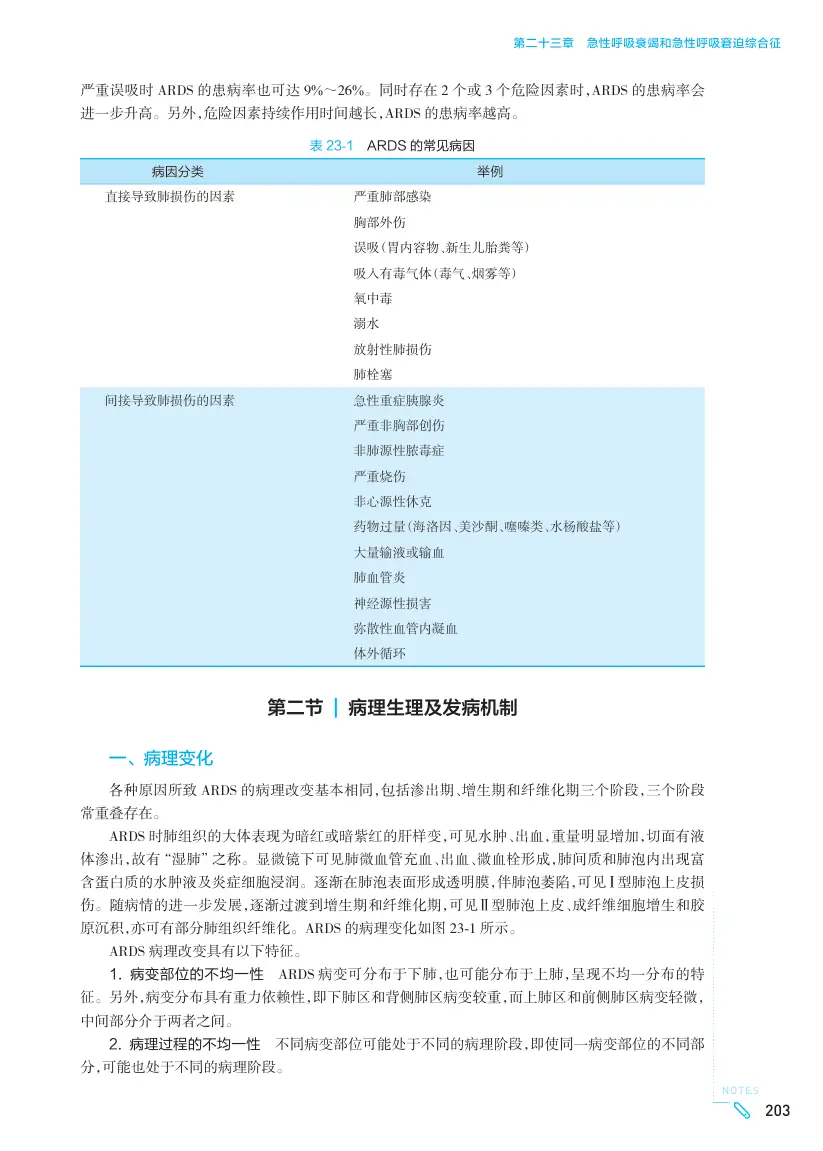 第二十三章　急性呼吸衰竭和急性呼吸窘迫综合征
严重误吸时 ARDS 的患病率也可达 9%～26%。同时存在 2 个或 3 个危险因素时,ARDS 的患病率会
进一步升高。另外,危险因素持续作用时间越长,ARDS 的患病率越高。
表 23-1　ARDS 的常见病因
病因分类　举例
直接导致肺损伤的因素　严重肺部感染
胸部外伤
误吸(胃内容物、新生儿胎粪等)
吸入有毒气体(毒气、烟雾等)
氧中毒
溺水
放射性肺损伤
肺栓塞
间接导致肺损伤的因素　急性重症胰腺炎
严重非胸部创伤
非肺源性脓毒症
严重烧伤
非心源性休克
药物过量(海洛因、美沙酮、噻嗪类、水杨酸盐等)
大量输液或输血
肺血管炎
神经源性损害
弥散性血管内凝血
体外循环
第二节 | 病理生理及发病机制
一、病理变化
各种原因所致 ARDS 的病理改变基本相同,包括渗出期、增生期和纤维化期三个阶段,三个阶段
常重叠存在。
ARDS 时肺组织的大体表现为暗红或暗紫红的肝样变,可见水肿、出血,重量明显增加,切面有液
体渗出,故有“湿肺”之称。显微镜下可见肺微血管充血、出血、微血栓形成,肺间质和肺泡内出现富
含蛋白质的水肿液及炎症细胞浸润。逐渐在肺泡表面形成透明膜,伴肺泡萎陷,可见Ⅰ型肺泡上皮损
伤。随病情的进一步发展,逐渐过渡到增生期和纤维化期,可见Ⅱ型肺泡上皮、成纤维细胞增生和胶
原沉积,亦可有部分肺组织纤维化。ARDS 的病理变化如图 23-1 所示。
ARDS 病理改变具有以下特征。
1. 病变部位的不均一性　ARDS 病变可分布于下肺,也可能分布于上肺,呈现不均一分布的特
征。另外,病变分布具有重力依赖性,即下肺区和背侧肺区病变较重,而上肺区和前侧肺区病变轻微,
中间部分介于两者之间。
2. 病理过程的不均一性　不同病变部位可能处于不同的病理阶段,即使同一病变部位的不同部
分,可能也处于不同的病理阶段。
NOTES
203